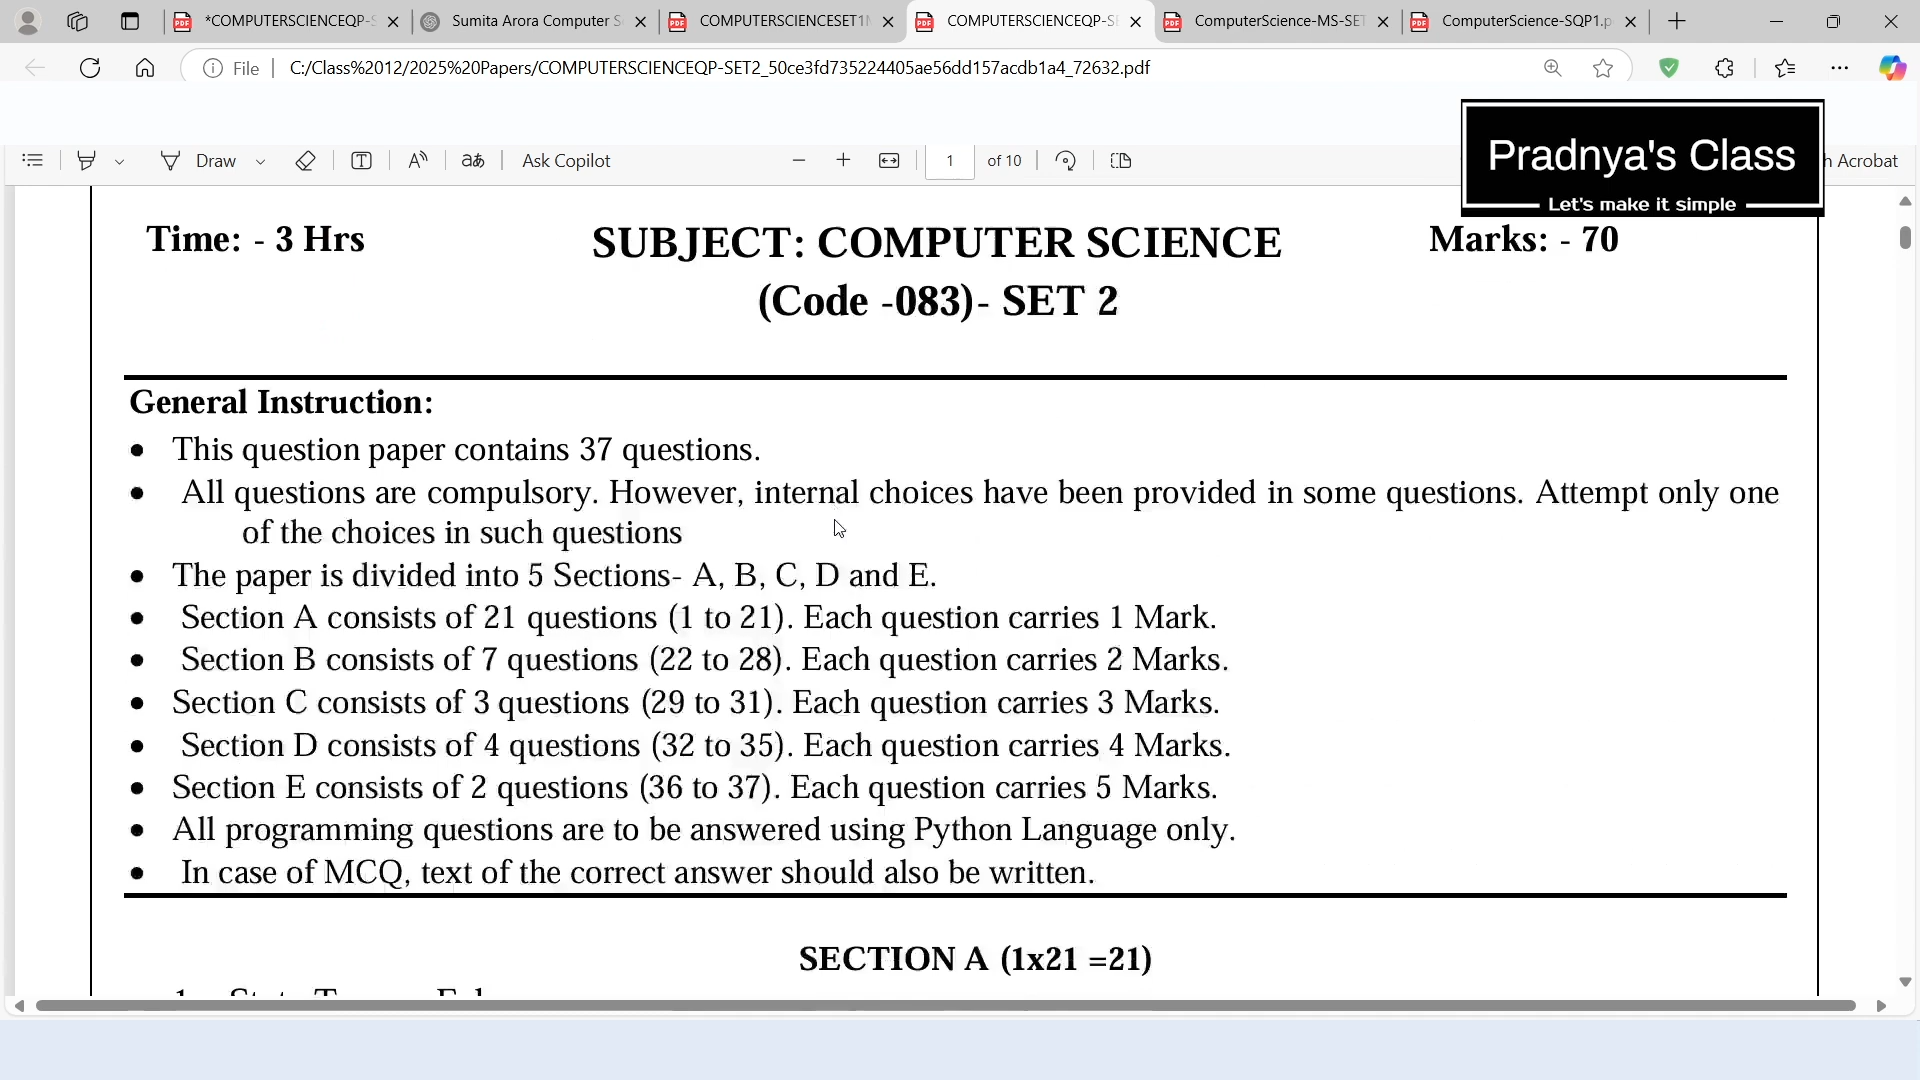 *COMPUTERSCIENCEQP-S
Sumita Arora Computer S
COMPUTERSCIENCESET1
COMPUTERSCIENCEQP-SE
ComputerScience-MS-SET
ComputerScience-SQP1.p
File
C:/Class%2012/2025%20Papers/COMPUTERSCIENCEQP-SET2_50ce3fd735224405ae56dd157acdb1a4_72632.pdf
Draw
Ask Copilot
1 of 10
Acrobat
Pradnya's Class
Let's make it simple
Time: - 3 Hrs
SUBJECT: COMPUTER SCIENCE
Marks: - 70
(Code -083)- SET 2
General Instruction:
• This question paper contains 37 questions.
• All questions are compulsory. However, internal choices have been provided in some questions. Attempt only one
of the choices in such questions
• The paper is divided into 5 Sections- A, B, C, D and E.
• Section A consists of 21 questions (1 to 21). Each question carries 1 Mark.
• Section B consists of 7 questions (22 to 28). Each question carries 2 Marks.
• Section C consists of 3 questions (29 to 31). Each question carries 3 Marks.
• Section D consists of 4 questions (32 to 35). Each question carries 4 Marks.
• Section E consists of 2 questions (36 to 37). Each question carries 5 Marks.
• All programming questions are to be answered using Python Language only.
• In case of MCQ, text of the correct answer should also be written.
SECTION A (1x21 =21)